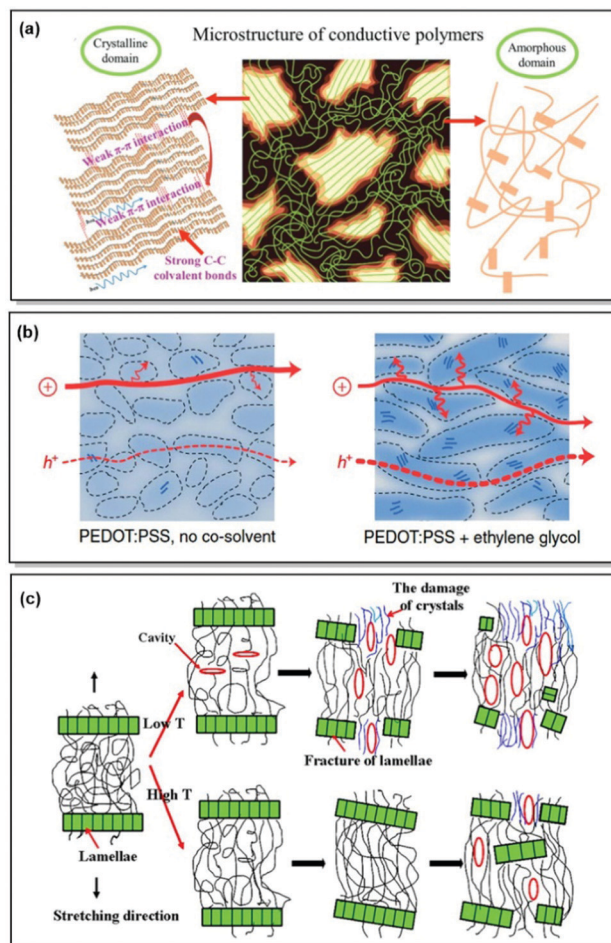 (a)
Crystalline
domain
Microstructure of conductive polymers
Amorphous
domain
Weak π-π interaction
Weak π-π interaction
Strong C-C
colvalent bonds
(b)
+
+
h+
h+
PEDOT:PSS, no co-solvent
PEDOT:PSS + ethylene glycol
(c)
The damage
of crystals
Cavity
Low T
Fracture of lamellae
High T
Lamellae
Stretching direction